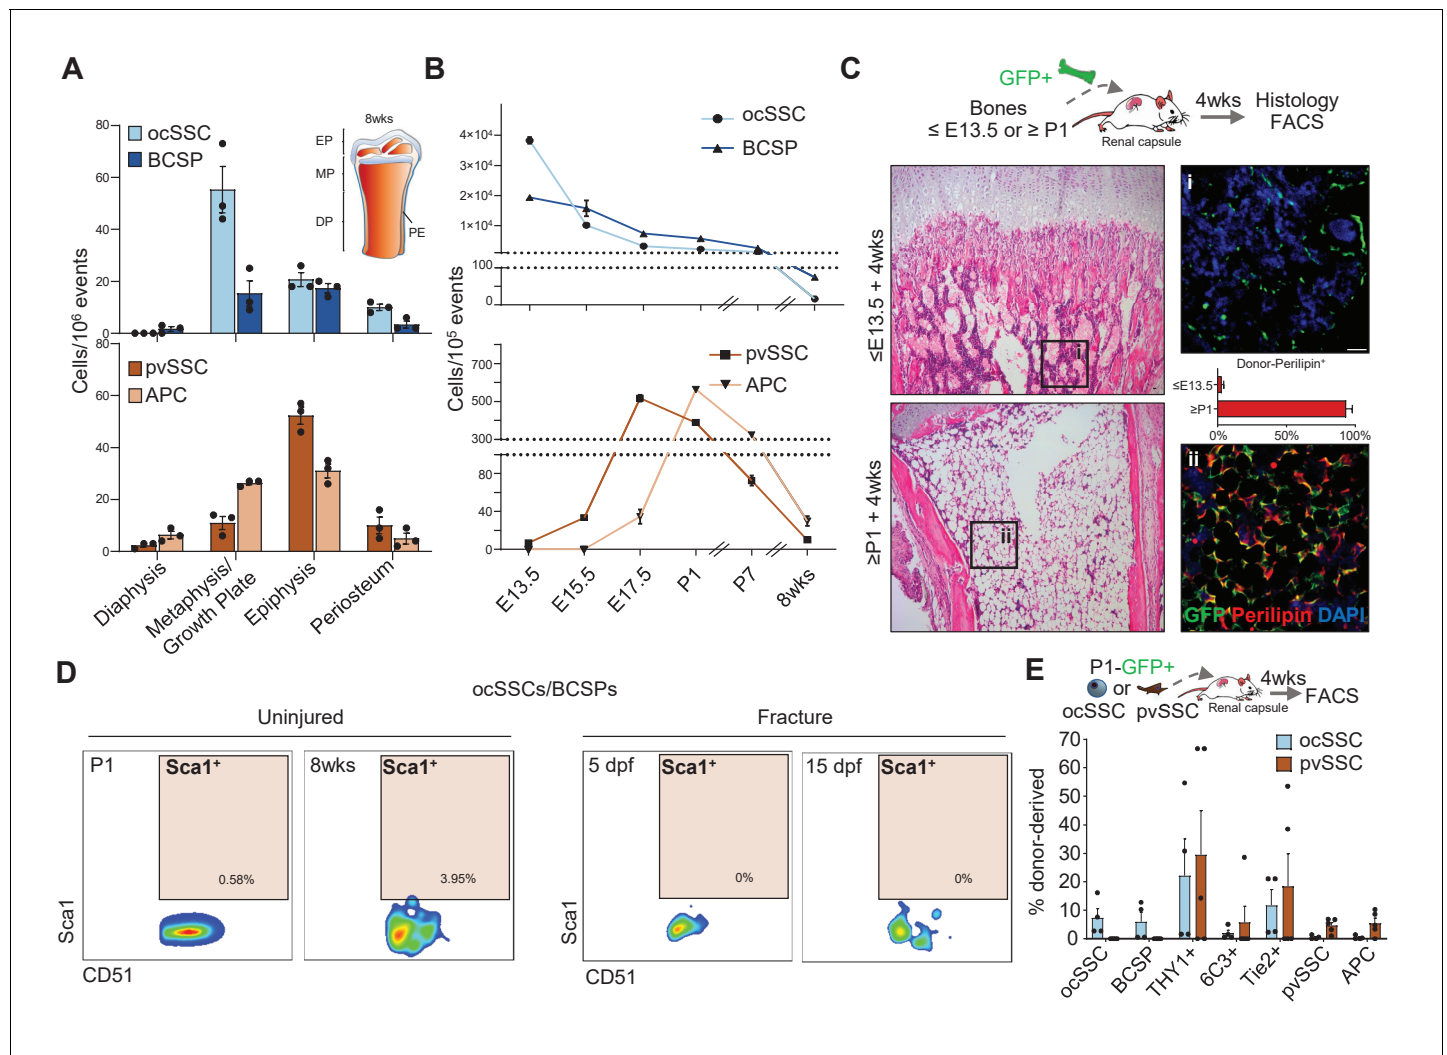 A
80
60
40
20
0
ocSSC
BCSP
8wks
EP
MP
DP
PE
Cells/10⁶ events
80
60
40
20
0
pvSSC
APC
Diaphysis
Metaphysis/
Growth Plate
Epiphysis
Periosteum
B
4×10⁴
3×10⁴
2×10⁴
1×10⁴
100
0
ocSSC
BCSP
Cells/10⁵ events
700
500
300
80
40
0
pvSSC
APC
E13.5
E15.5
E17.5
P1
P7
8wks
C
GFP+
Bones
≤ E13.5 or ≥ P1
Renal capsule
4wks
Histology
FACS
≤E13.5 + 4wks
i
i
Donor-Perilipin⁺
≤E13.5
≥P1
0%
50%
100%
≥P1 + 4wks
ii
ii
GFP Perilipin DAPI
D
ocSSCs/BCSPs
Uninjured
Fracture
P1
Sca1⁺
0.58%
8wks
Sca1⁺
3.95%
5 dpf
Sca1⁺
0%
15 dpf
Sca1⁺
0%
Sca1
CD51
Sca1
CD51
E
P1-GFP+
or
ocSSC
pvSSC
Renal capsule
4wks
FACS
70
60
50
40
30
20
10
0
% donor-derived
ocSSC
pvSSC
ocSSC
BCSP
THY1+
6C3+
Tie2+
pvSSC
APC